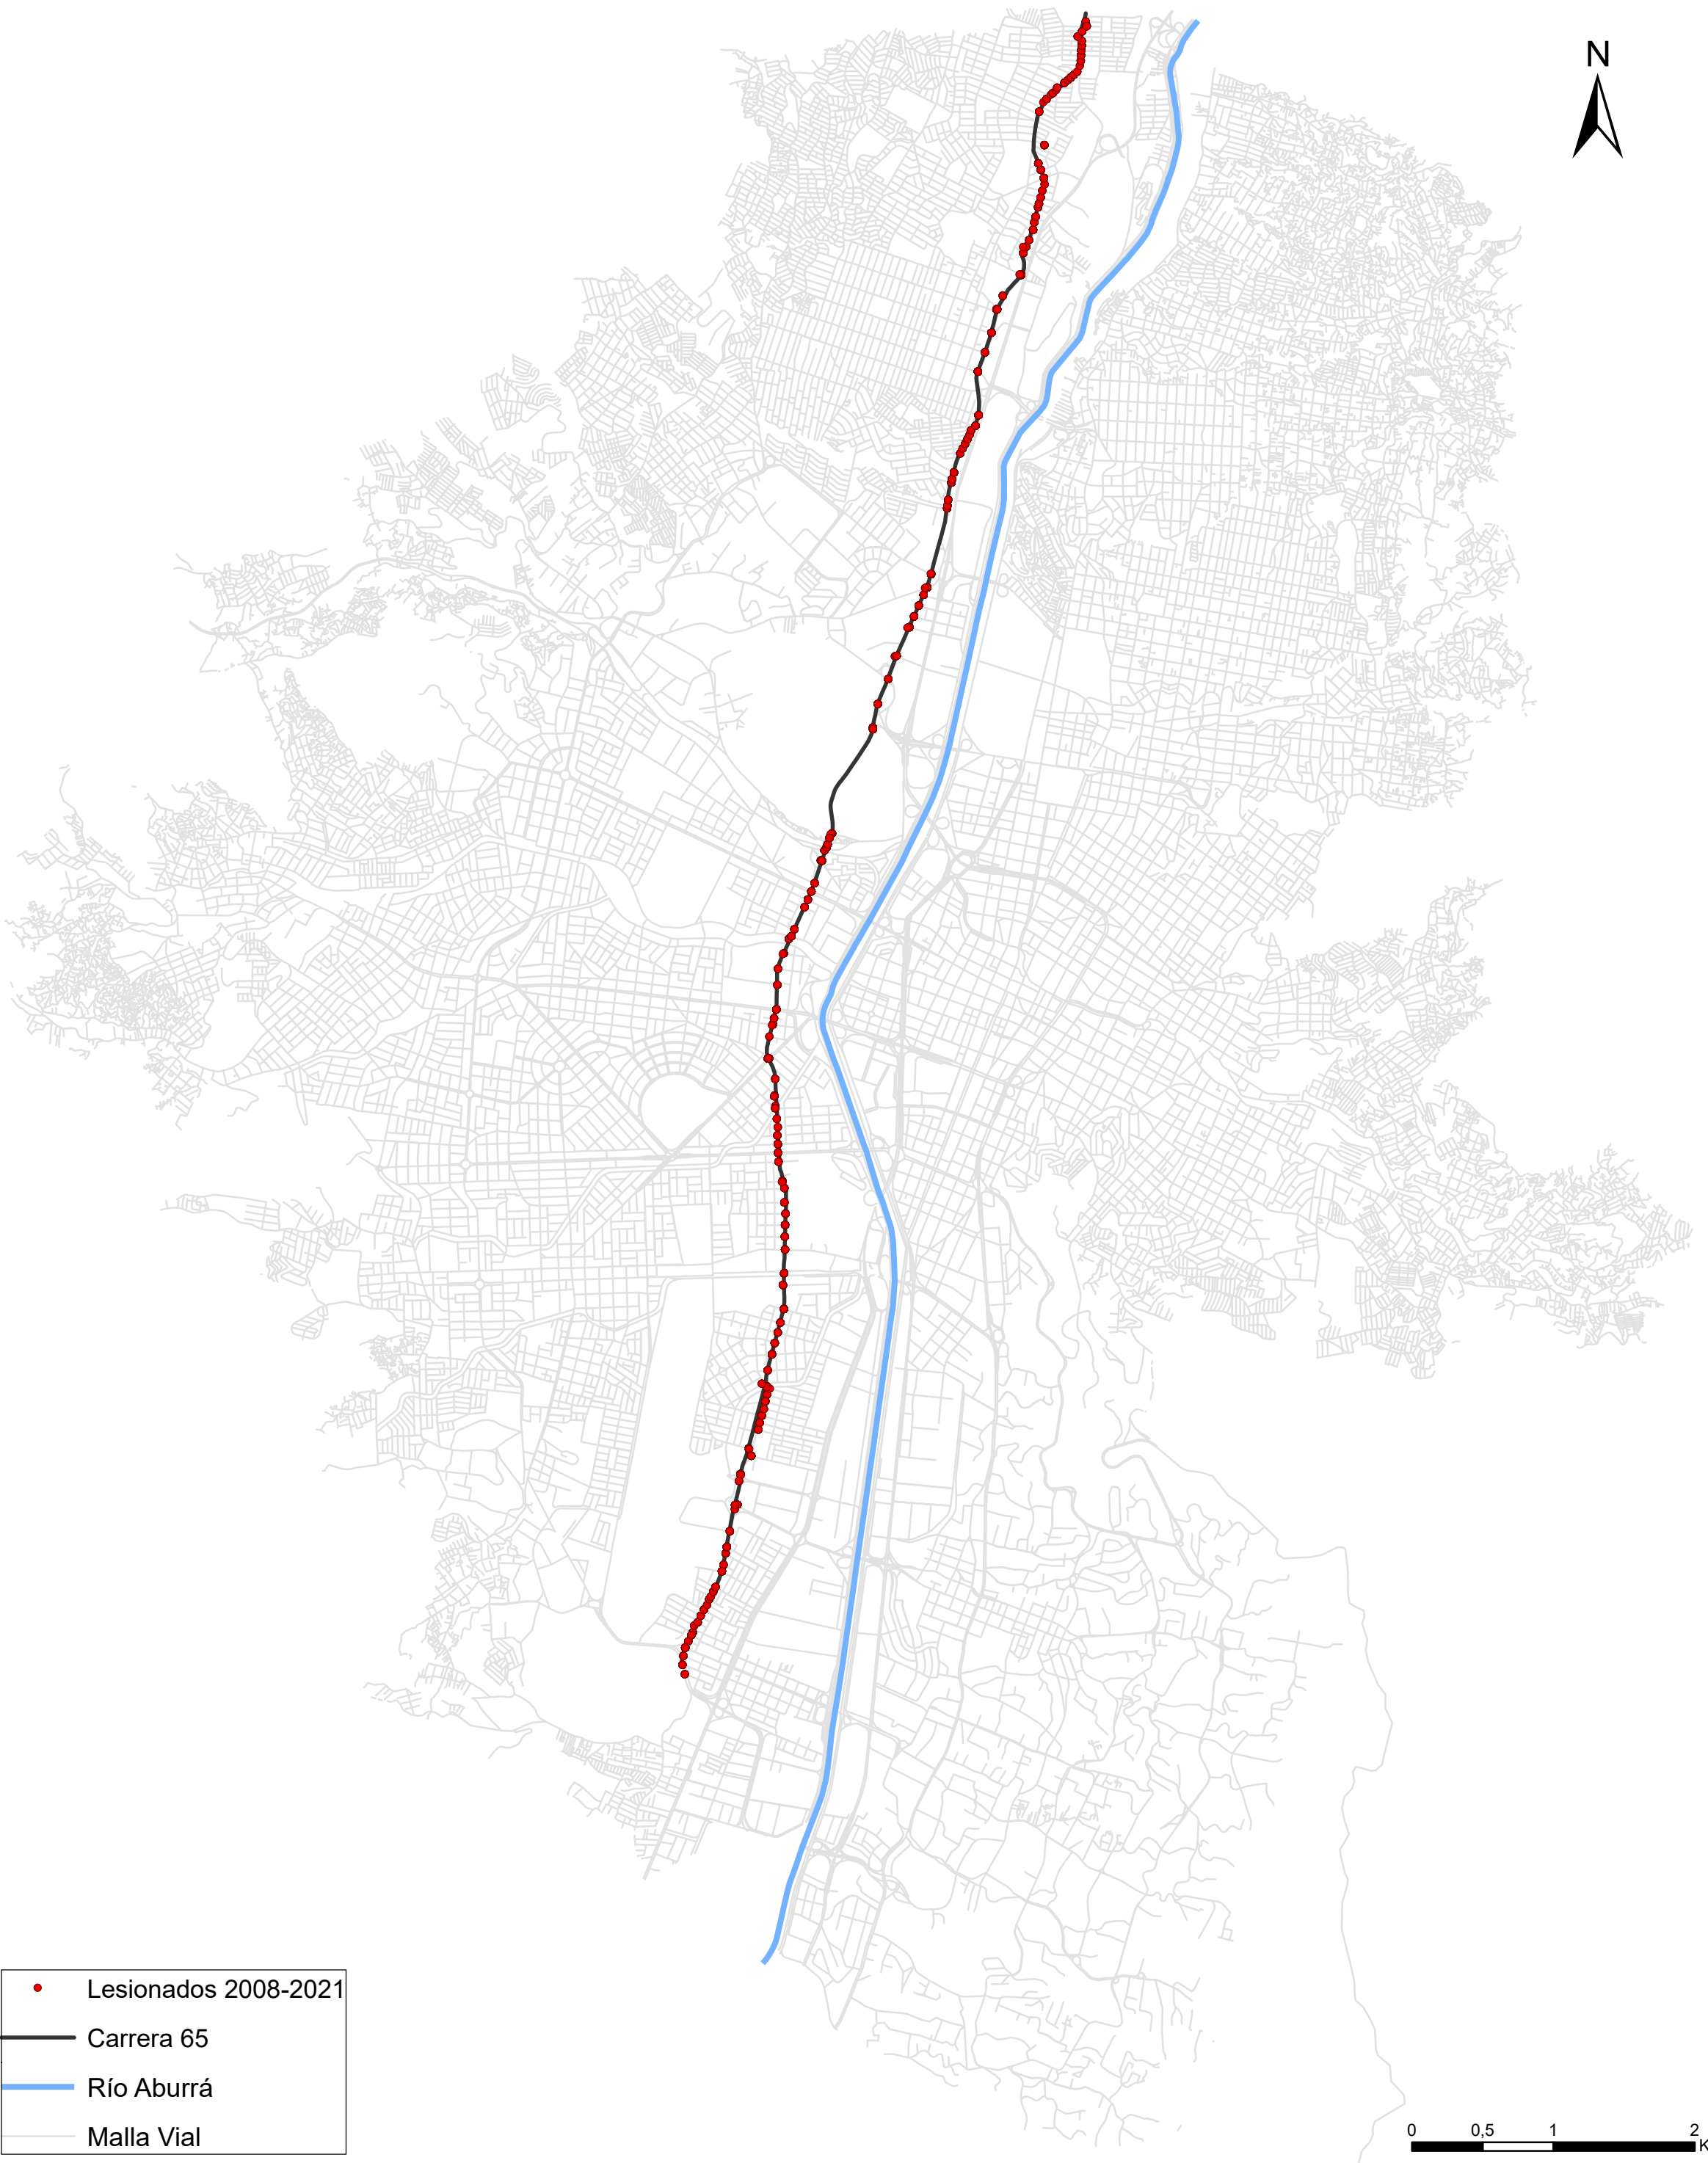 N
Lesionados 2008-2021
Carrera 65
Río Aburrá
Malla Vial
0 0,5 1 2
K